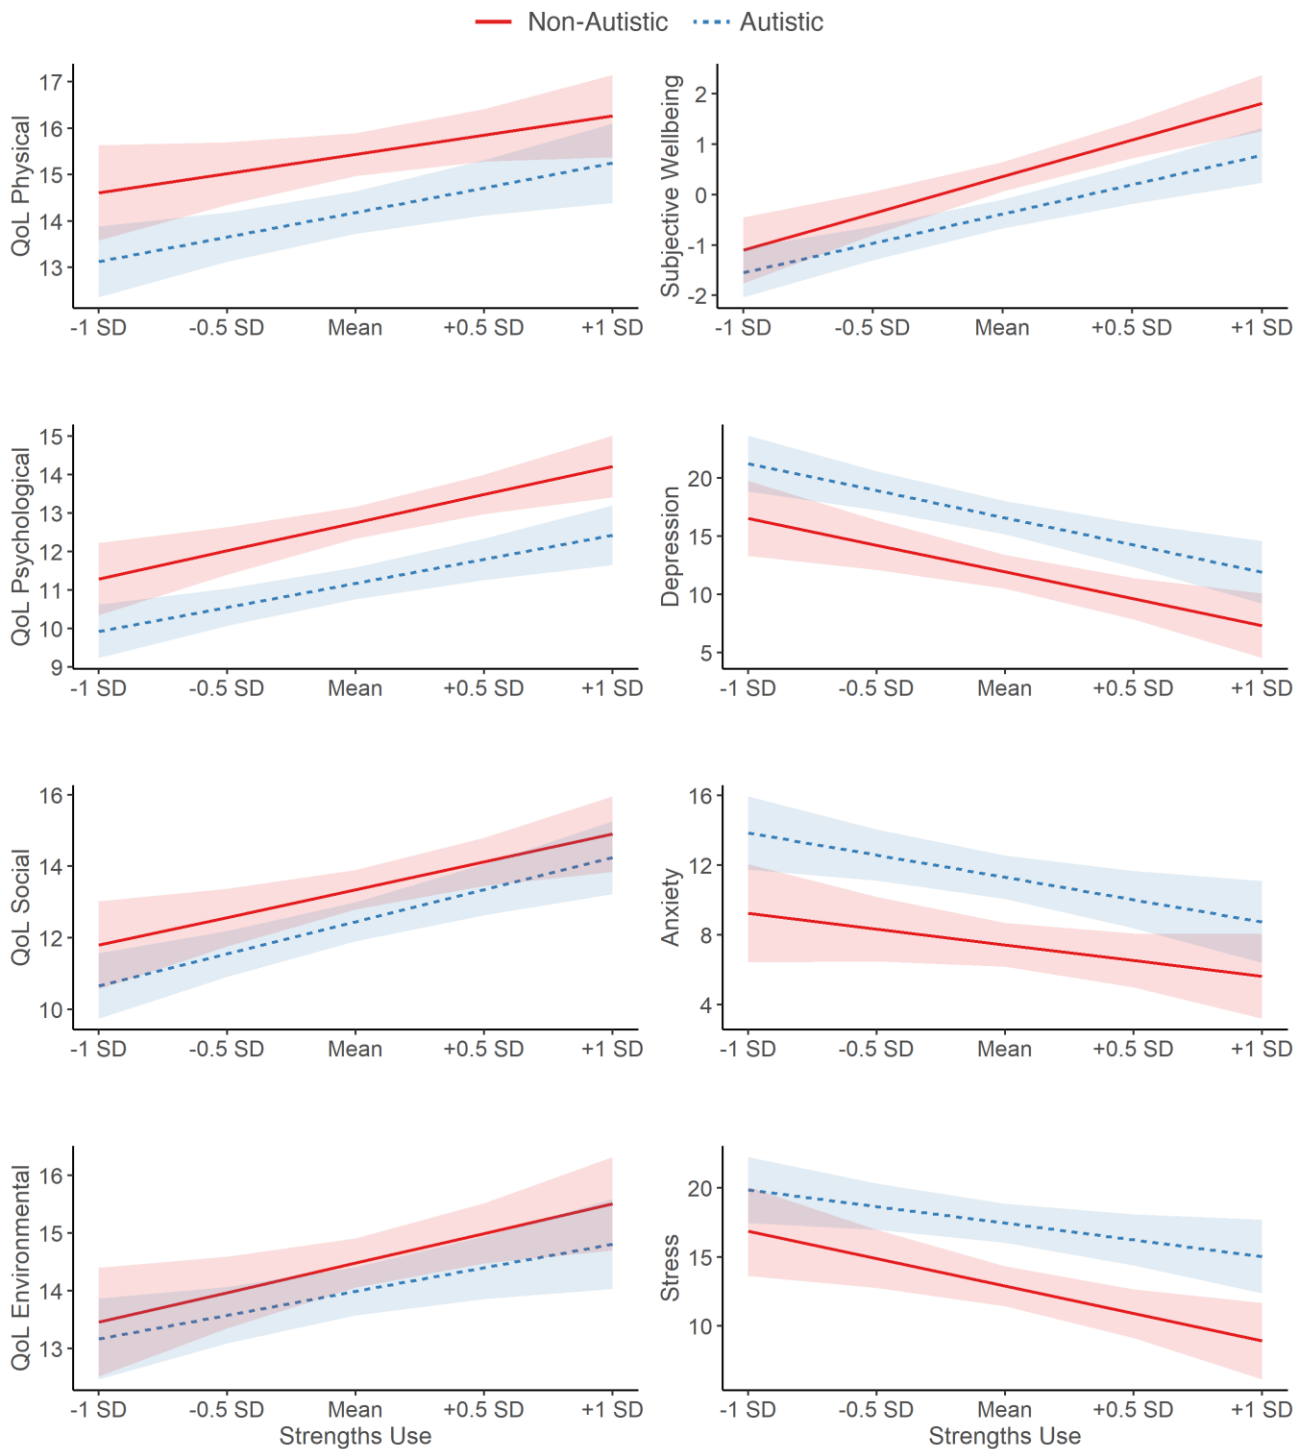 Non-Autistic Autistic
QoL Physical
17
16
15
14
13
-1 SD -0.5 SD Mean +0.5 SD +1 SD
Subjective Wellbeing
2
1
0
-1
-2
-1 SD -0.5 SD Mean +0.5 SD +1 SD
QoL Psychological
15
14
13
12
11
10
9
-1 SD -0.5 SD Mean +0.5 SD +1 SD
Depression
20
15
10
5
-1 SD -0.5 SD Mean +0.5 SD +1 SD
QoL Social
16
14
12
10
-1 SD -0.5 SD Mean +0.5 SD +1 SD
Anxiety
16
12
8
4
-1 SD -0.5 SD Mean +0.5 SD +1 SD
QoL Environmental
16
15
14
13
-1 SD -0.5 SD Mean +0.5 SD +1 SD
Strengths Use
Stress
20
15
10
-1 SD -0.5 SD Mean +0.5 SD +1 SD
Strengths Use